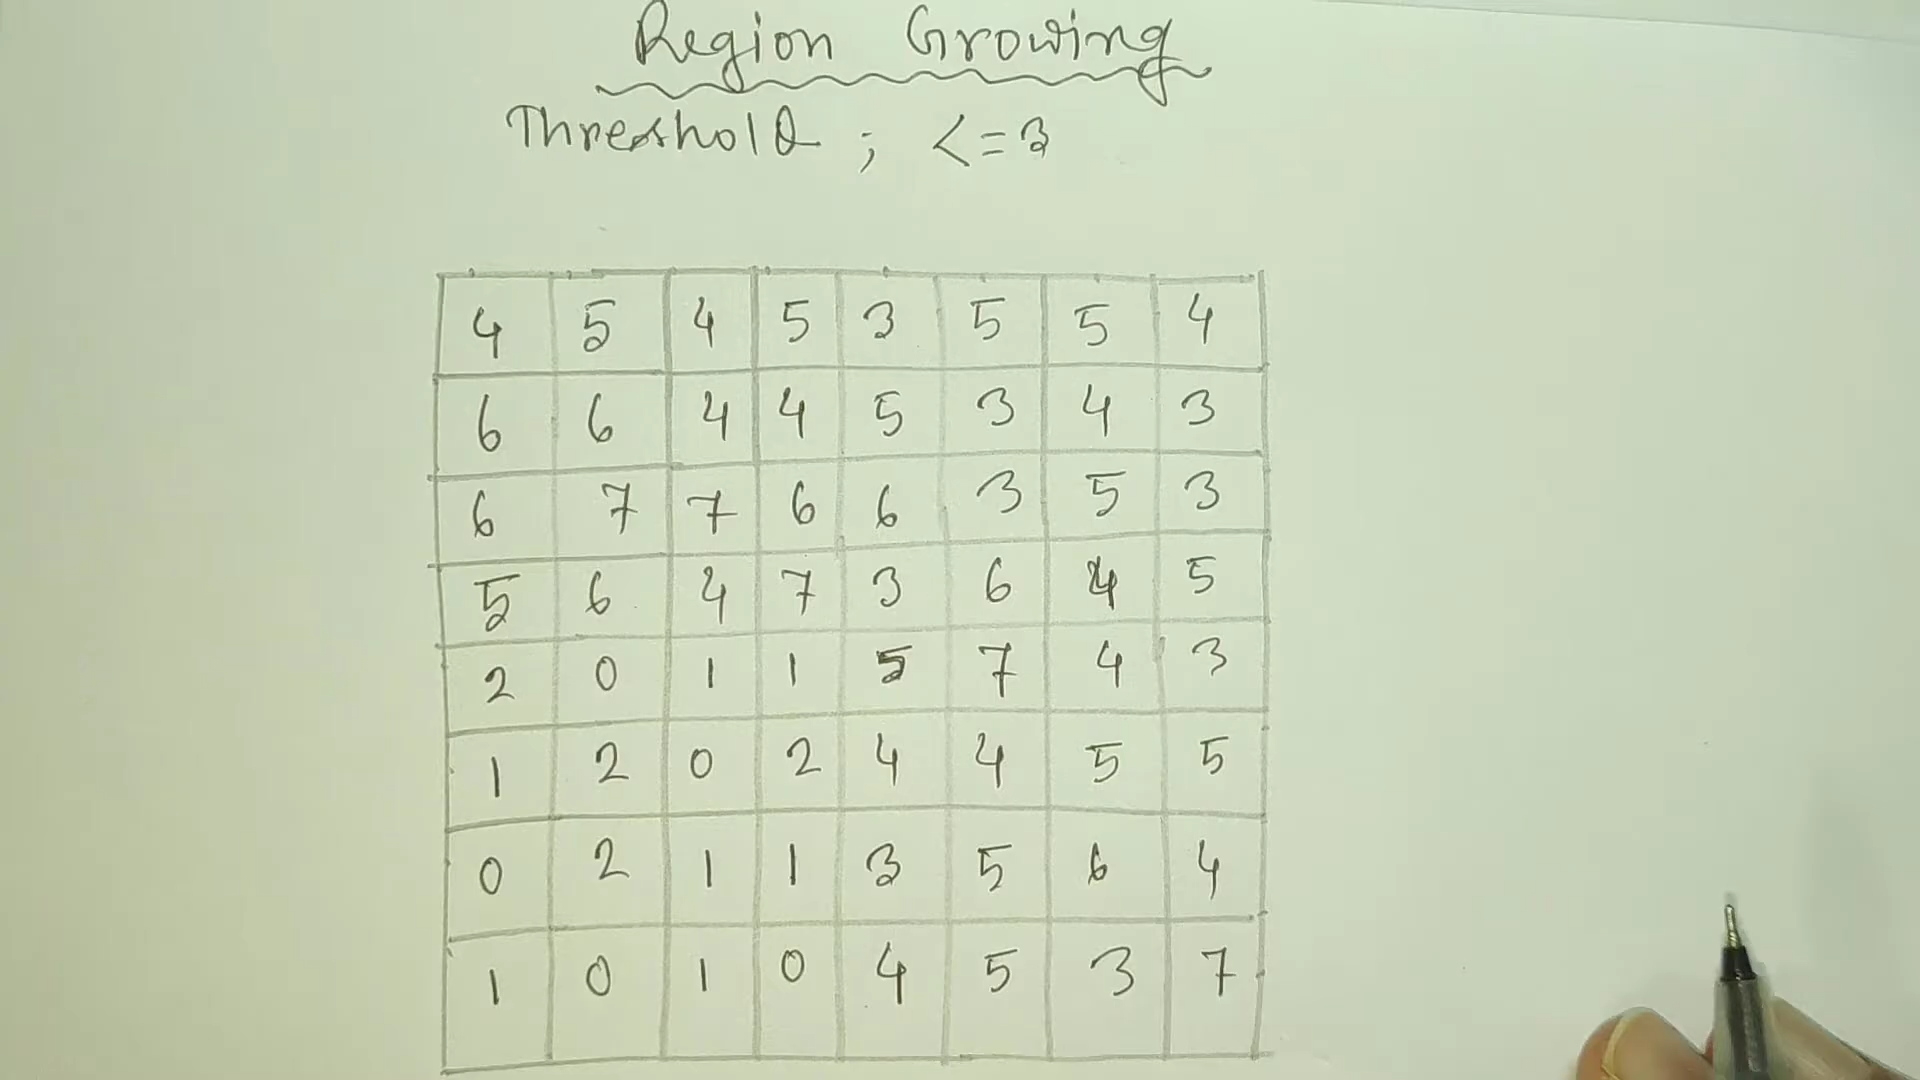 Region Growing
Threshold ; <=3
4 5 4 5 3 5 5 4
6 6 4 4 5 3 4 3
6 7 7 6 6 3 5 3
5 6 4 7 3 6 4 5
2 0 1 1 5 7 4 3
1 2 0 2 4 4 5 5
0 2 1 1 3 5 6 4
1 0 1 0 4 5 3 7